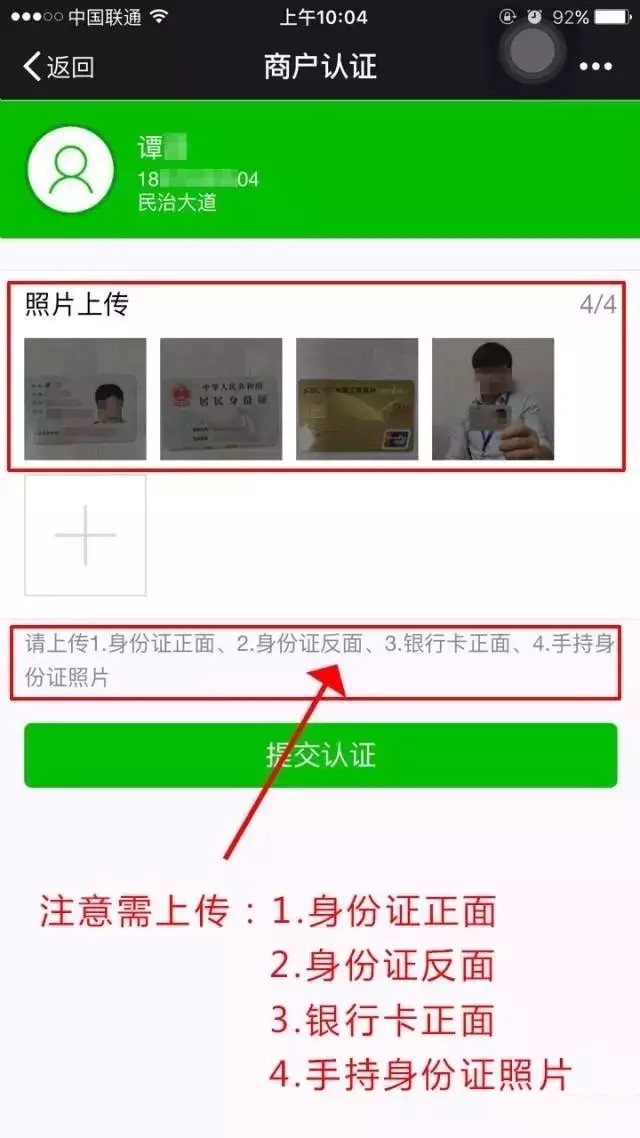 中国联通
上午10:04
92%
返回
商户认证
谭
18 04
民治大道
照片上传
4/4
中华人民共和国
居民身份证
请上传1.身份证正面、2.身份证反面、3.银行卡正面、4.手持身
份证照片
提交认证
注意需上传：1.身份证正面
2.身份证反面
3.银行卡正面
4.手持身份证照片